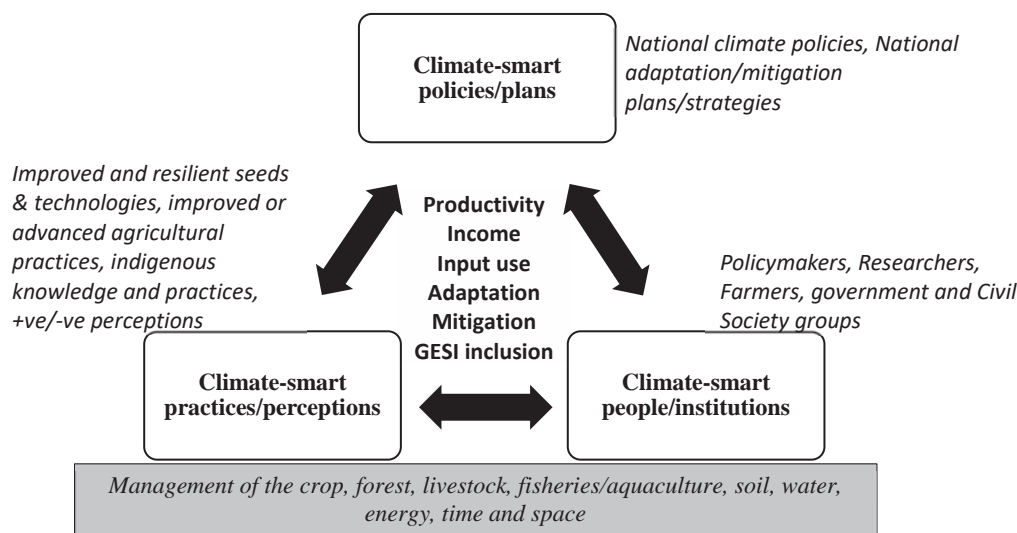 Climate-smart
policies/plans
National climate policies, National
adaptation/mitigation
plans/strategies
Improved and resilient seeds
& technologies, improved or
advanced agricultural
practices, indigenous
knowledge and practices,
+ve/-ve perceptions
Productivity
Income
Input use
Adaptation
Mitigation
GESI inclusion
Policymakers, Researchers,
Farmers, government and Civil
Society groups
Climate-smart
practices/perceptions
Climate-smart
people/institutions
Management of the crop, forest, livestock, fisheries/aquaculture, soil, water,
energy, time and space